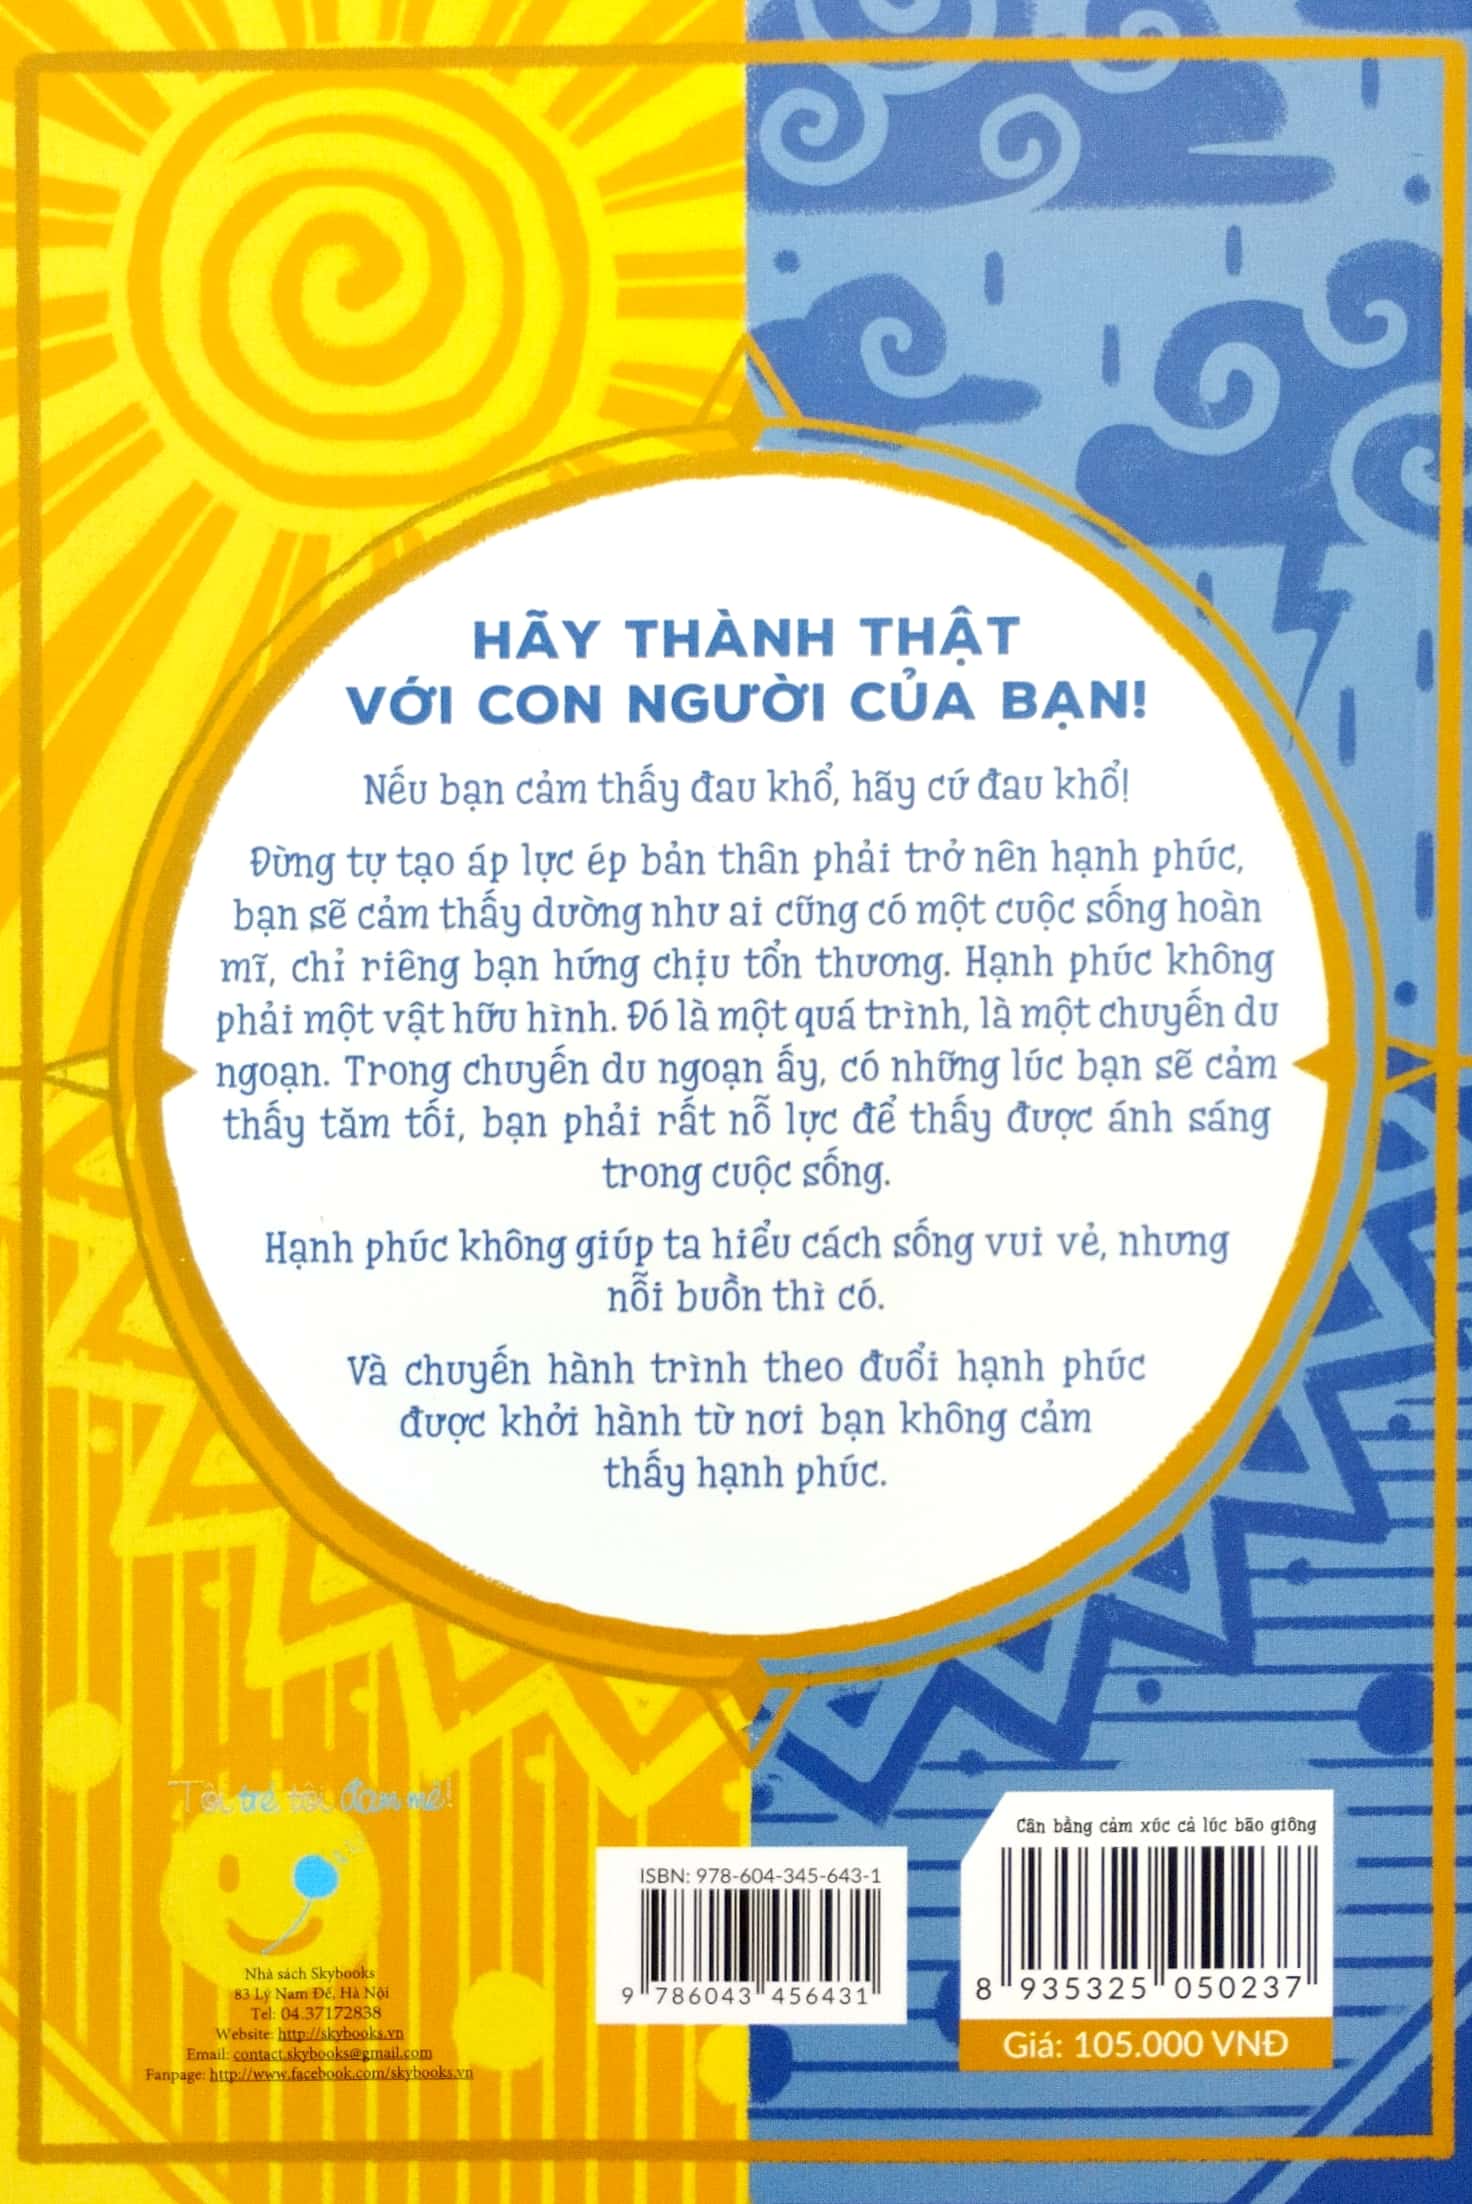 HÃY THÀNH THẬT
VỚI CON NGƯỜI CỦA BẠN!
Nếu bạn cảm thấy đau khổ, hãy cứ đau khổ!
Đừng tự tạo áp lực ép bản thân phải trở nên hạnh phúc,
bạn sẽ cảm thấy dường như ai cũng có một cuộc sống hoàn
mĩ, chỉ riêng bạn hứng chịu tổn thương. Hạnh phúc không
phải một vật hữu hình. Đó là một quá trình, là một chuyến du
ngoạn. Trong chuyến du ngoạn ấy, có những lúc bạn sẽ cảm
thấy tăm tối, bạn phải rất nỗ lực để thấy được ánh sáng
trong cuộc sống.
Hạnh phúc không giúp ta hiểu cách sống vui vẻ, nhưng
nỗi buồn thì có.
Và chuyến hành trình theo đuổi hạnh phúc
được khởi hành từ nơi bạn không cảm
thấy hạnh phúc.
Tôi trẻ tôi đam mê!
Nhà sách Skybooks
83 Lý Nam Đế, Hà Nội
Tel: 04.37172838
Website: http://skybooks.vn
Email: contact.skybooks@gmail.com
Fanpage: http://www.facebook.com/skybooks.vn
ISBN: 978-604-345-643-1
9 786043 456431
Cân bằng cảm xúc cả lúc bão giông
8 935325 050237
Giá: 105.000 VNĐ